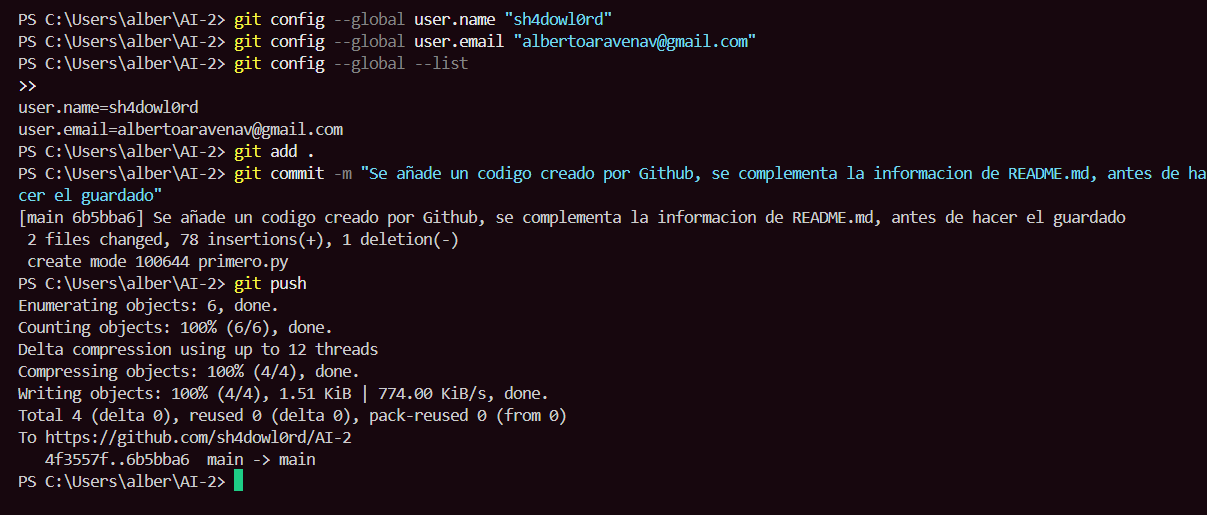 PS C:\Users\alber\AI-2> git config --global user.name "sh4dowl0rd"
PS C:\Users\alber\AI-2> git config --global user.email "albertoaravenav@gmail.com"
PS C:\Users\alber\AI-2> git config --global --list
>>
user.name=sh4dowl0rd
user.email=albertoaravenav@gmail.com
PS C:\Users\alber\AI-2> git add .
PS C:\Users\alber\AI-2> git commit -m "Se añade un codigo creado por Github, se complementa la informacion de README.md, antes de ha
cer el guardado"
[main 6b5bba6] Se añade un codigo creado por Github, se complementa la informacion de README.md, antes de hacer el guardado
 2 files changed, 78 insertions(+), 1 deletion(-)
 create mode 100644 primero.py
PS C:\Users\alber\AI-2> git push
Enumerating objects: 6, done.
Counting objects: 100% (6/6), done.
Delta compression using up to 12 threads
Compressing objects: 100% (4/4), done.
Writing objects: 100% (4/4), 1.51 KiB | 774.00 KiB/s, done.
Total 4 (delta 0), reused 0 (delta 0), pack-reused 0 (from 0)
To https://github.com/sh4dowl0rd/AI-2
   4f3557f..6b5bba6  main -> main
PS C:\Users\alber\AI-2>